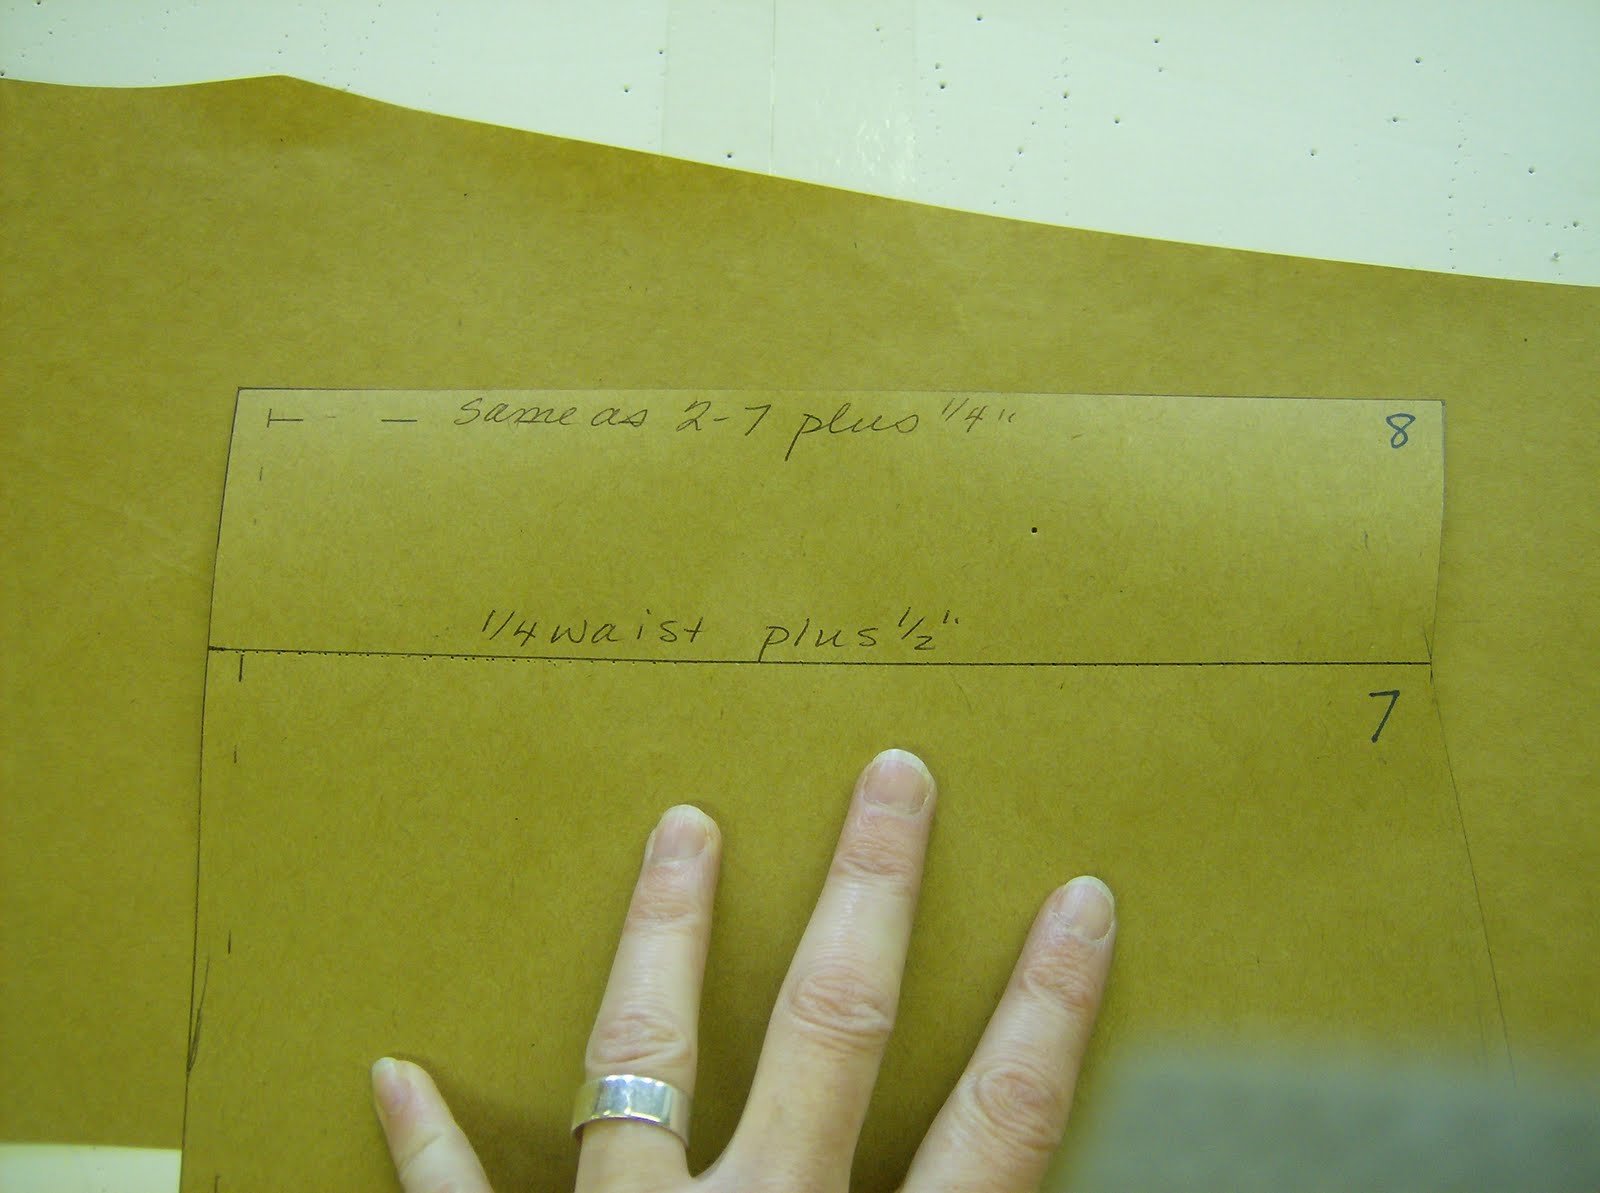 same as 2-7 plus 1/4"
8
1/4 waist plus 1/2"
7